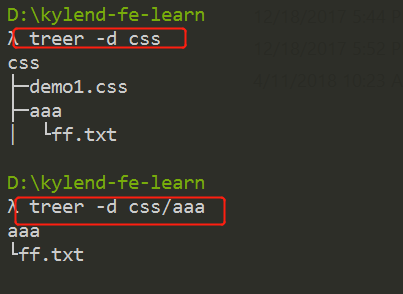 D:\kylend-fe-learn
λ treer -d css
css
├─demo1.css
├─aaa
|  └ff.txt
D:\kylend-fe-learn
λ treer -d css/aaa
aaa
└ff.txt